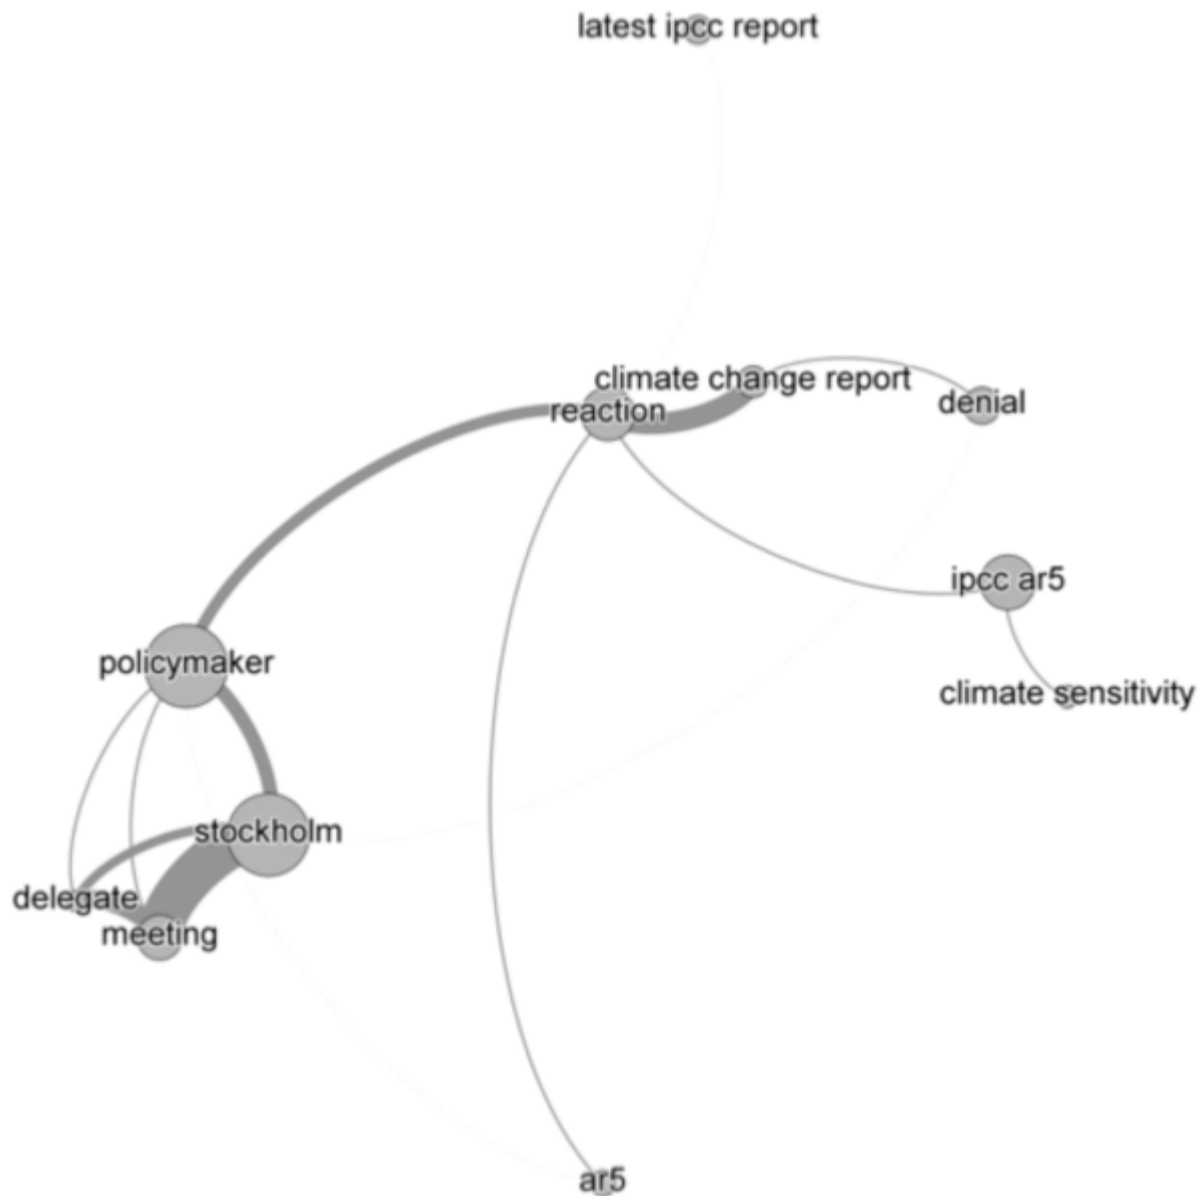 latest ipcc report
climate change report
denial
reaction
ipcc ar5
policymaker
climate sensitivity
stockholm
delegate
meeting
ar5